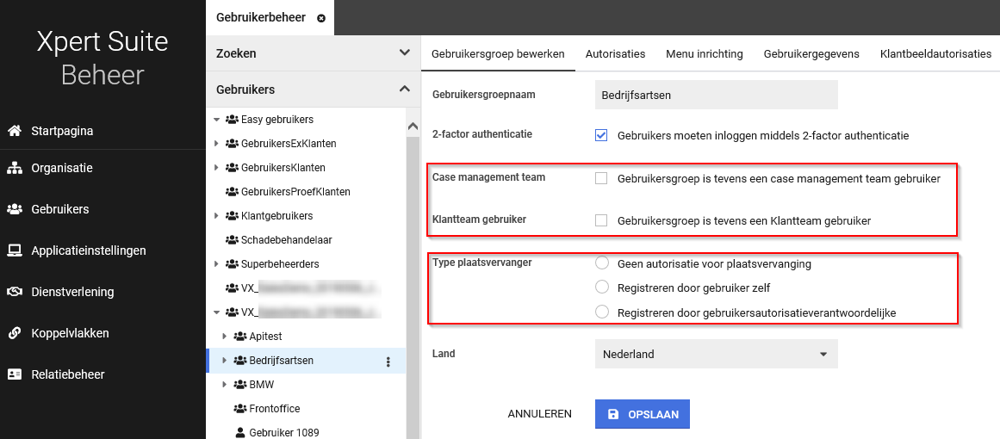 Xpert Suite
Beheer
Startpagina
Organisatie
Gebruikers
Applicatieinstellingen
Dienstverlening
Koppelvlakken
Relatiebeheer
Gebruikerbeheer
Zoeken
Gebruikers
Easy gebruikers
GebruikersExKlanten
GebruikersKlanten
GebruikersProefKlanten
Klantgebruikers
Schadebehandelaar
Superbeheerders
VX_
VX_
Apitest
Bedrijfsartsen
BMW
Frontoffice
Gebruiker 1089
Gebruikersgroep bewerken Autorisaties Menu inrichting Gebruikergegevens Klantbeeldautorisaties
Gebruikersgroepnaam Bedrijfsartsen
2-factor authenticatie Gebruikers moeten inloggen middels 2-factor authenticatie
Case management team Gebruikersgroep is tevens een case management team gebruiker
Klantteam gebruiker Gebruikersgroep is tevens een Klantteam gebruiker
Type plaatsvervanger Geen autorisatie voor plaatsvervanging
Registreren door gebruiker zelf
Registreren door gebruikersautorisatieverantwoordelijke
Land Nederland
ANNULEREN OPSLAAN